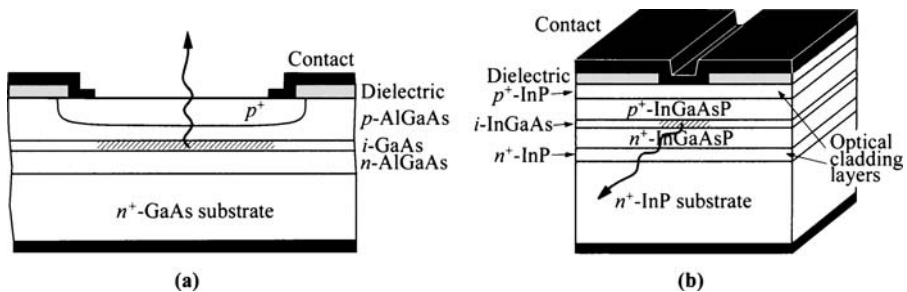 Contact
Dielectric
p⁺
p-AlGaAs
i-GaAs
n-AlGaAs
n⁺-GaAs substrate
(a)
Contact
Dielectric
p⁺-InP
p⁺-InGaAsP
i-InGaAs
n⁺-InGaAsP
n⁺-InP
Optical
cladding
layers
n⁺-InP substrate
(b)